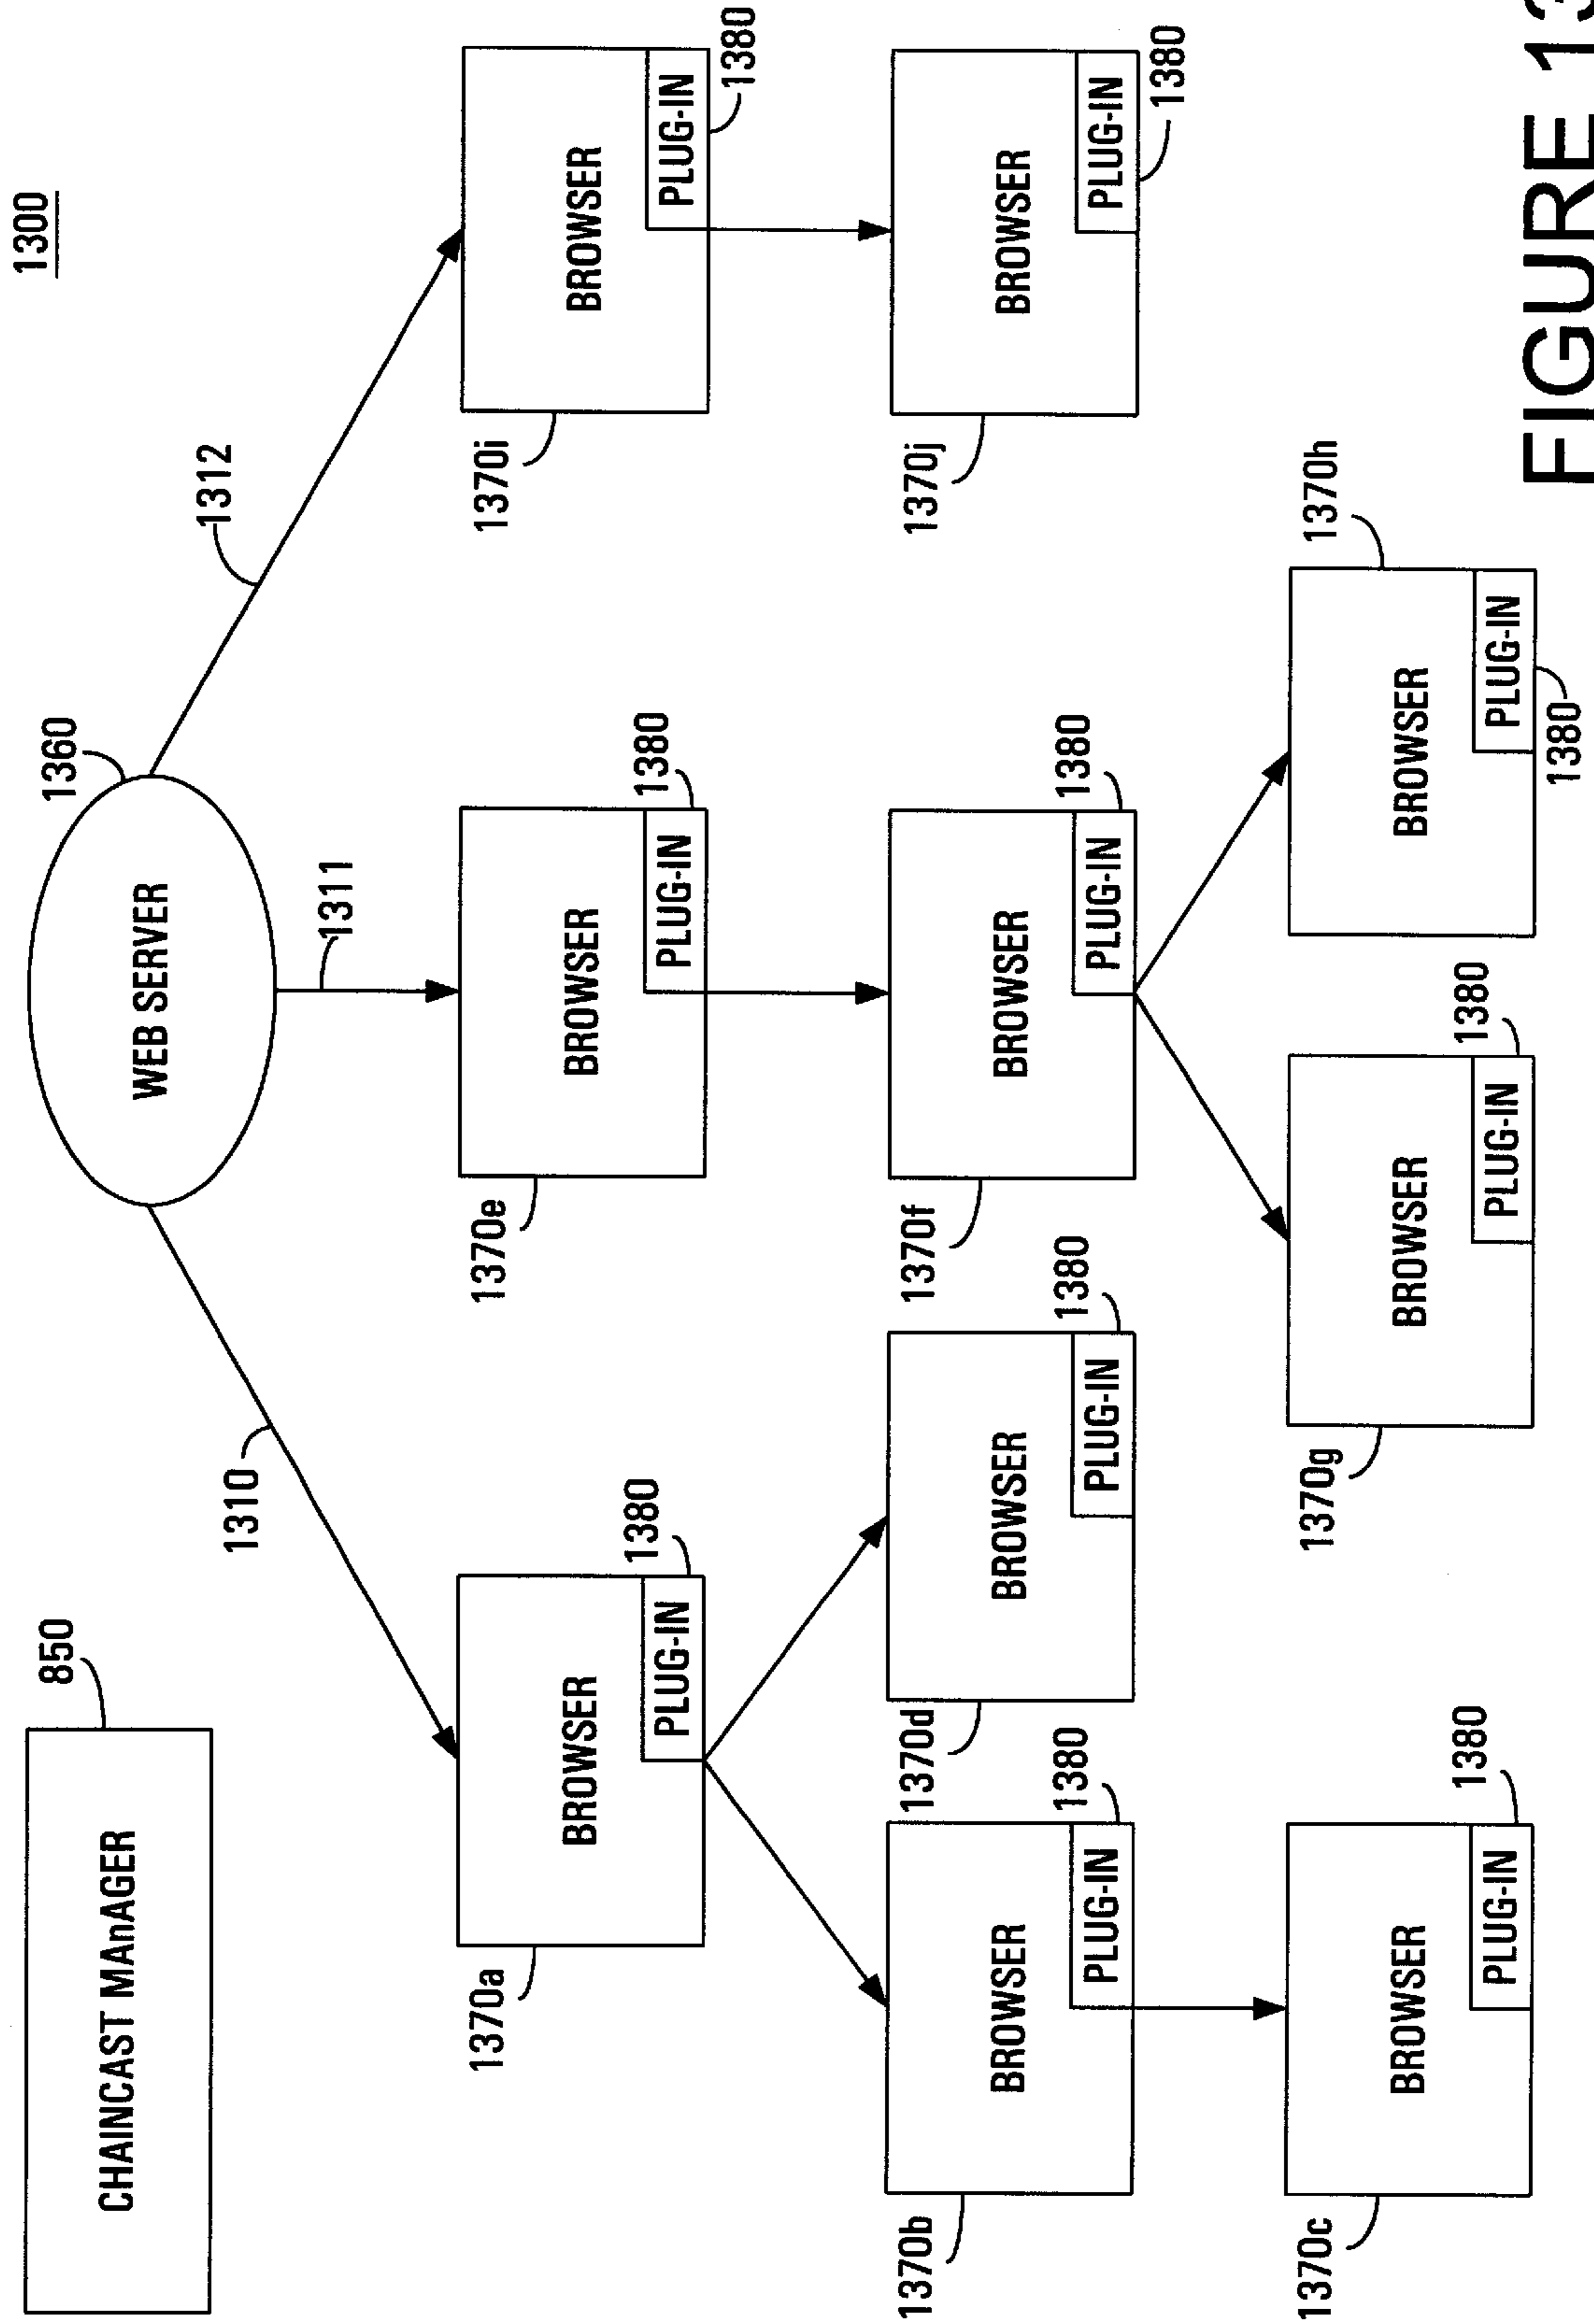 1300
CHAINCAST MAnAGER
850
WEB SERVER
1360
1310
1311
1312
1370a
BROWSER
PLUG-IN
1380
1370e
BROWSER
PLUG-IN
1380
1370i
BROWSER
PLUG-IN
1380
1370b
BROWSER
PLUG-IN
1380
1370d
BROWSER
PLUG-IN
1380
1370f
BROWSER
PLUG-IN
1380
1370j
BROWSER
PLUG-IN
1380
1370c
BROWSER
PLUG-IN
1380
1370g
BROWSER
PLUG-IN
1380
1370h
BROWSER
PLUG-IN
1380
FIGURE 13